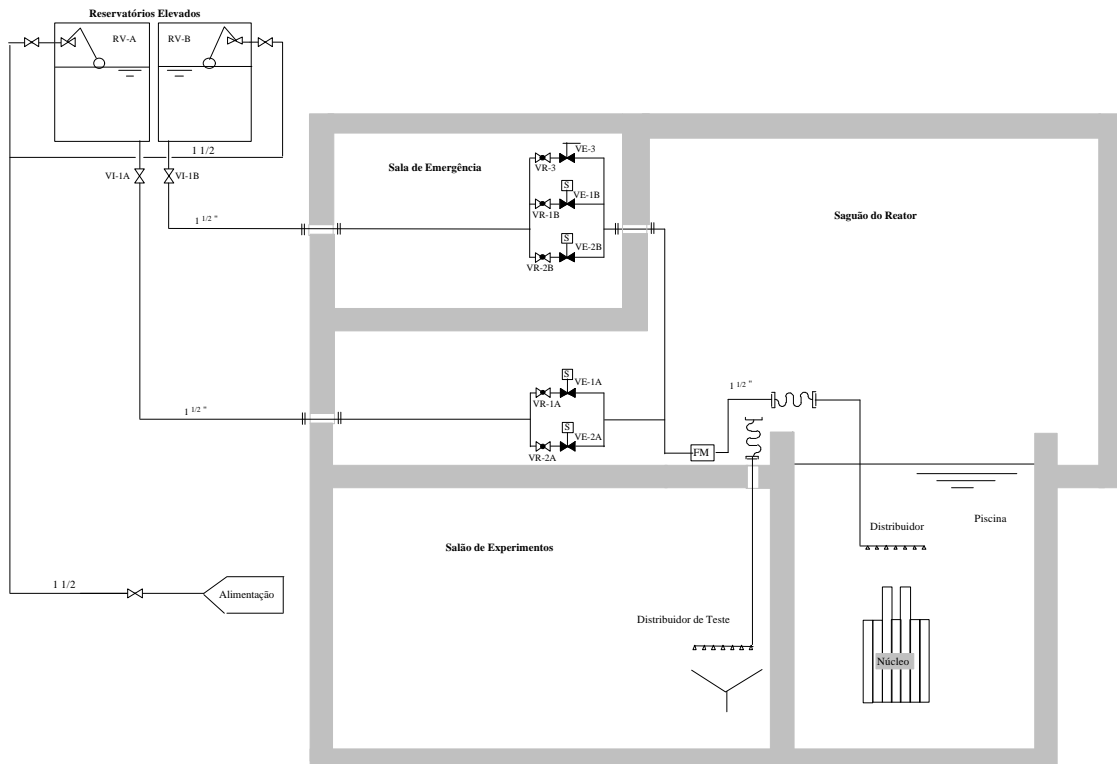 Reservatórios Elevados
RV-A
RV-B
1 1/2
VI-1A
VI-1B
Sala de Emergência
VE-3
VR-3
S
VE-1B
VR-1B
S
VE-2B
VR-2B
Saguão do Reator
1 1/2 "
S
VE-1A
VR-1A
1 1/2 "
1 1/2 "
S
VE-2A
VR-2A
FM
Piscina
Distribuidor
Salão de Experimentos
1 1/2
Alimentação
Distribuidor de Teste
Núcleo